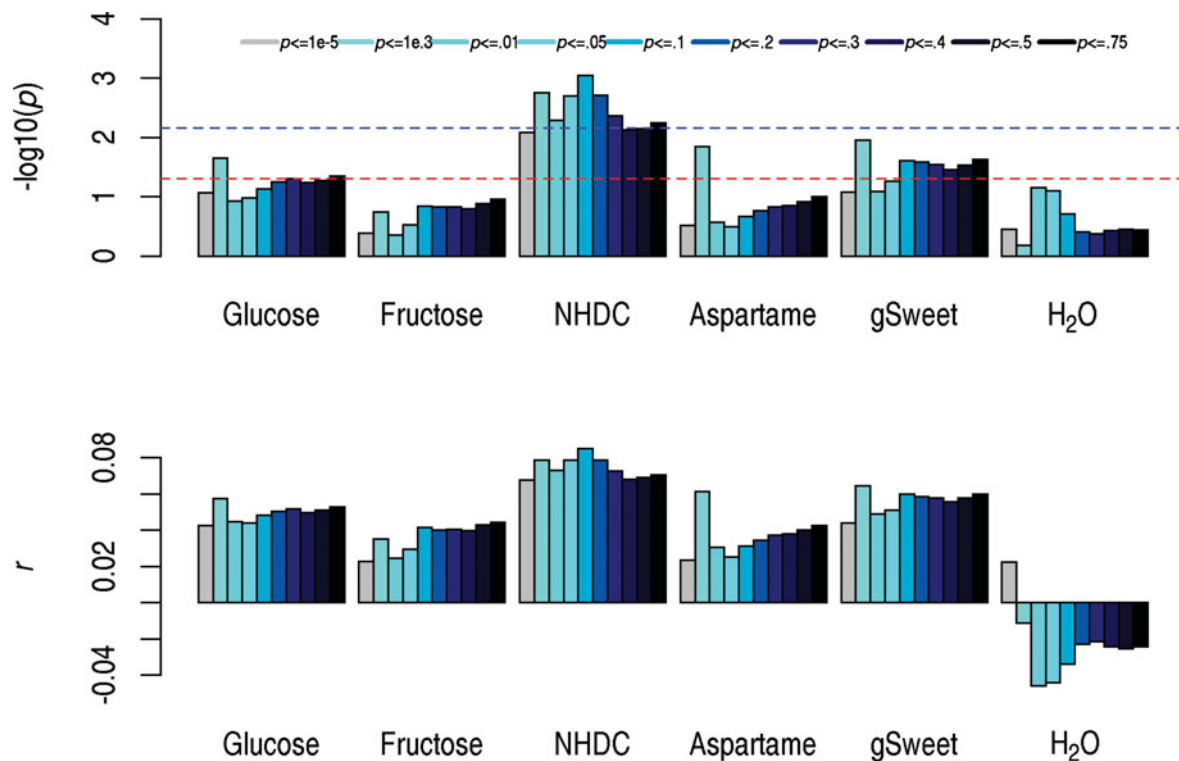 4
p<=1e-5 p<=1e.3 p<=.01 p<=.05 p<=.1 p<=.2 p<=.3 p<=.4 p<=.5 p<=.75
3
2
1
0
-log10(p)
Glucose Fructose NHDC Aspartame gSweet H₂O
0.08
0.02
-0.04
r
Glucose Fructose NHDC Aspartame gSweet H₂O